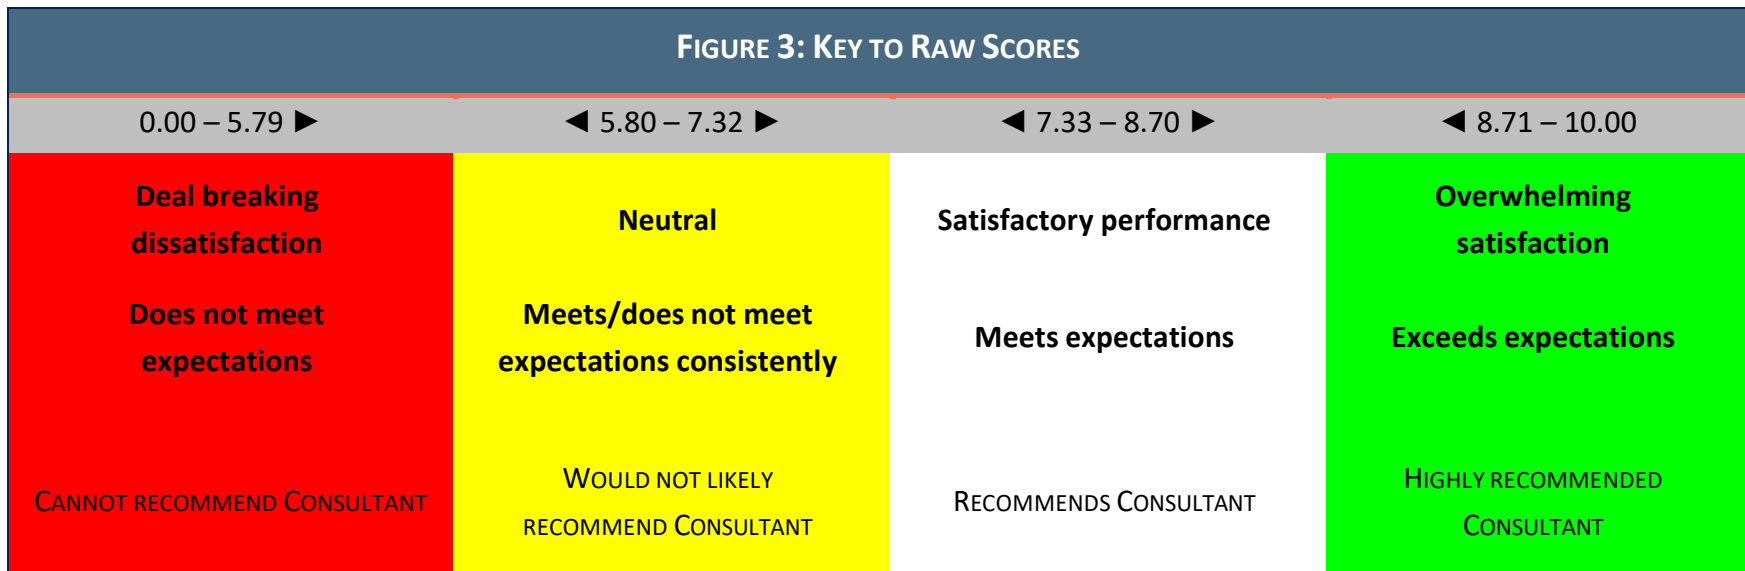 FIGURE 3: KEY TO RAW SCORES
0.00 – 5.79 ►
◄ 5.80 – 7.32 ►
◄ 7.33 – 8.70 ►
◄ 8.71 – 10.00
Deal breaking
dissatisfaction
Neutral
Satisfactory performance
Overwhelming
satisfaction
Does not meet
expectations
Meets/does not meet
expectations consistently
Meets expectations
Exceeds expectations
CANNOT RECOMMEND CONSULTANT
WOULD NOT LIKELY
RECOMMEND CONSULTANT
RECOMMENDS CONSULTANT
HIGHLY RECOMMENDED
CONSULTANT